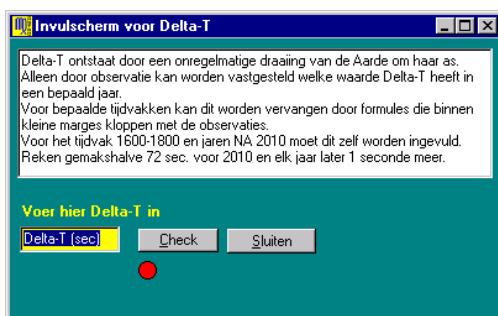 Invulscherm voor Delta-T
Delta-T ontstaat door een onregelmatige draaiing van de Aarde om haar as.
Alleen door observatie kan worden vastgesteld welke waarde Delta-T heeft in
een bepaald jaar.
Voor bepaalde tijdvakken kan dit worden vervangen door formules die binnen
kleine marges kloppen met de observaties.
Voor het tijdvak 1600-1800 en jaren NA 2010 moet dit zelf worden ingevuld.
Reken gemakshalve 72 sec. voor 2010 en elk jaar later 1 seconde meer.
Voer hier Delta-T in
Delta-T (sec) Check Sluiten